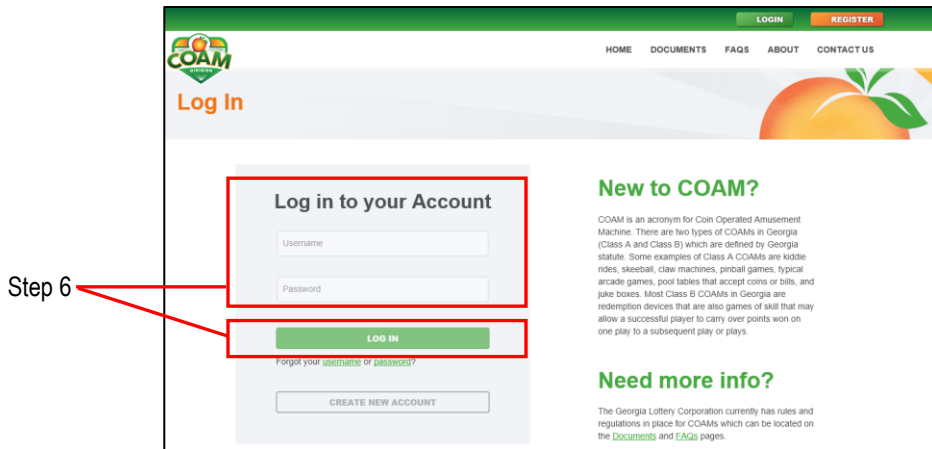 LOGIN REGISTER
COAM
DIVISION
HOME DOCUMENTS FAQS ABOUT CONTACT US
Log In
Log in to your Account
Username
Password
Step 6
LOG IN
Forgot your username or password?
CREATE NEW ACCOUNT
New to COAM?
COAM is an acronym for Coin Operated Amusement
Machine. There are two types of COAMs in Georgia
(Class A and Class B) which are defined by Georgia
statute. Some examples of Class A COAMs are kiddie
rides, skeeball, claw machines, pinball games, typical
arcade games, pool tables that accept coins or bills, and
juke boxes. Most Class B COAMs in Georgia are
redemption devices that are also games of skill that may
allow a successful player to carry over points won on
one play to a subsequent play or plays.
Need more info?
The Georgia Lottery Corporation currently has rules and
regulations in place for COAMs which can be located on
the Documents and FAQs pages.